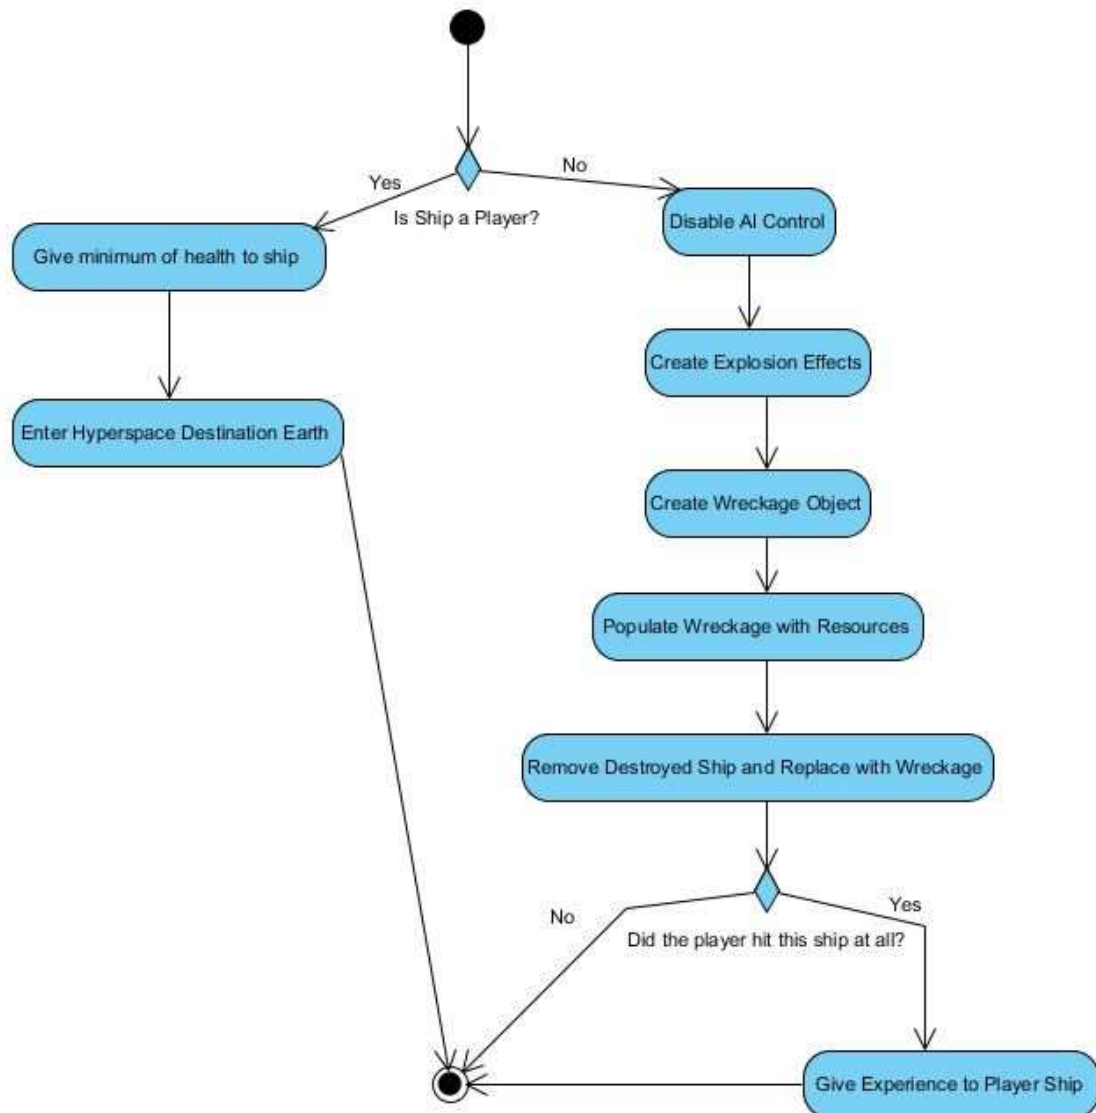 No
Yes
Is Ship a Player?
Disable AI Control
Give minimum of health to ship
Create Explosion Effects
Enter Hyperspace Destination Earth
Create Wreckage Object
Populate Wreckage with Resources
Remove Destroyed Ship and Replace with Wreckage
No
Yes
Did the player hit this ship at all?
Give Experience to Player Ship